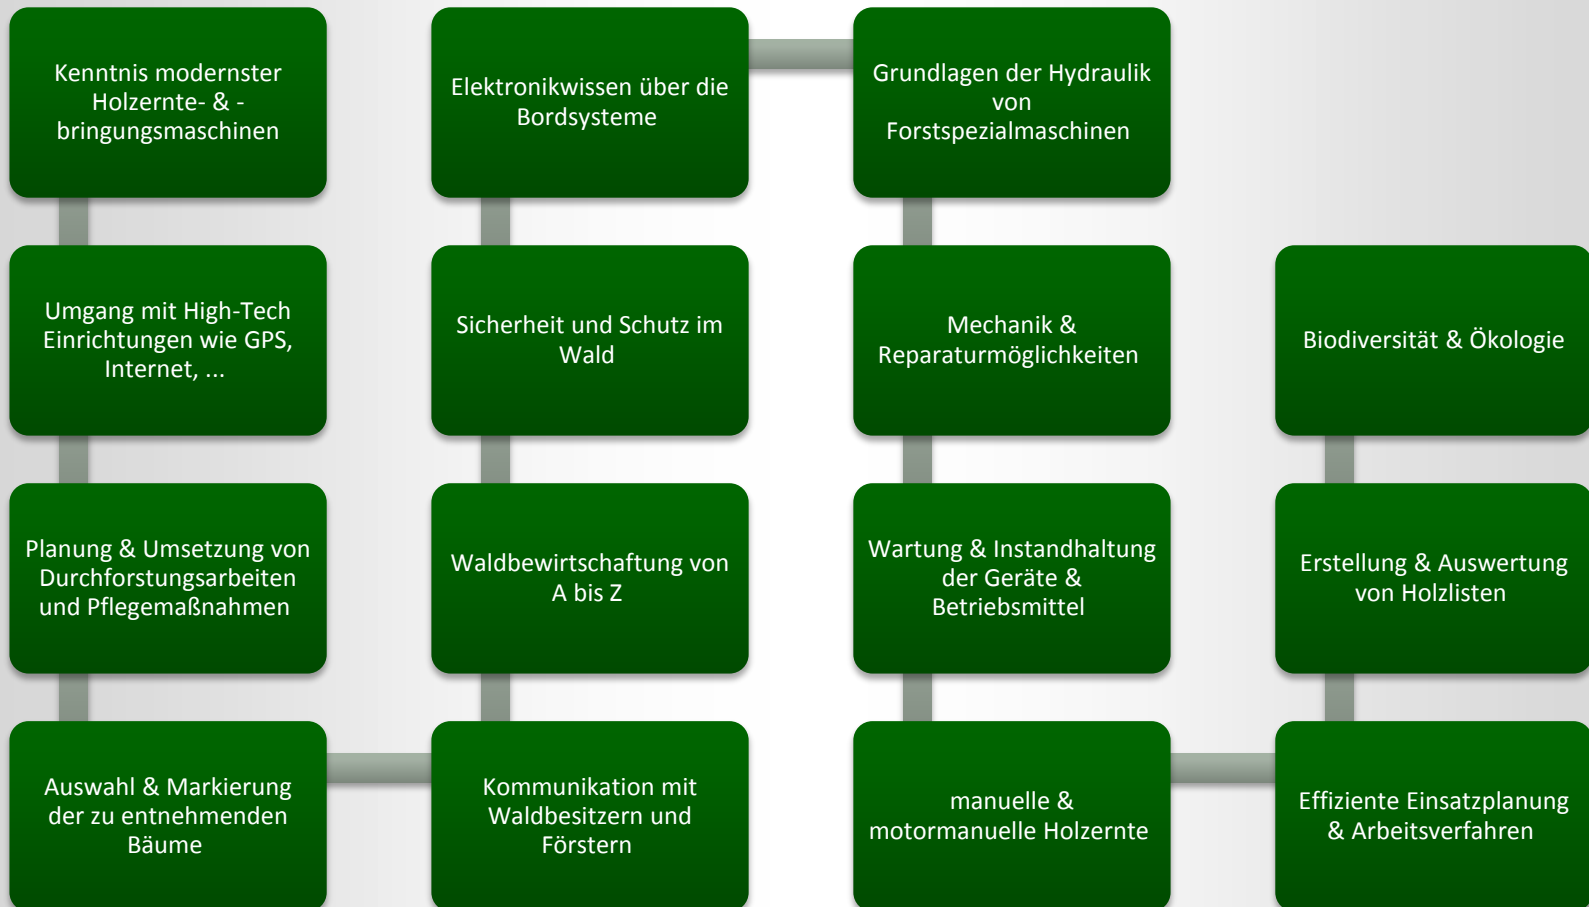 Kenntnis modernster
Holzernte- & -
bringungsmaschinen
Umgang mit High-Tech
Einrichtungen wie GPS,
Internet, ...
Planung & Umsetzung von
Durchforstungsarbeiten
und Pflegemaßnahmen
Auswahl & Markierung
der zu entnehmenden
Bäume
Kommunikation mit
Waldbesitzern und
Förstern
Waldbewirtschaftung von
A bis Z
Sicherheit und Schutz im
Wald
Elektronikwissen über die
Bordsysteme
Grundlagen der Hydraulik
von
Forstspezialmaschinen
Mechanik &
Reparaturmöglichkeiten
Wartung & Instandhaltung
der Geräte &
Betriebsmittel
manuelle &
motormanuelle Holzernte
Effiziente Einsatzplanung
& Arbeitsverfahren
Erstellung & Auswertung
von Holzlisten
Biodiversität & Ökologie